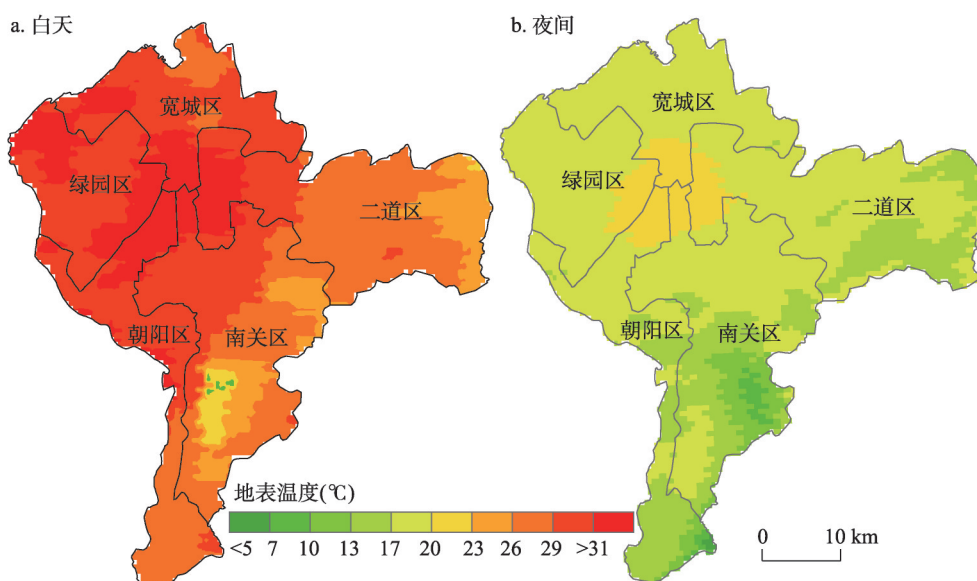 a. 白天
b. 夜间
宽城区
绿园区
二道区
朝阳区
南关区
宽城区
绿园区
二道区
朝阳区
南关区
地表温度(℃)
<5 7 10 13 17 20 23 26 29 >31
0 10 km